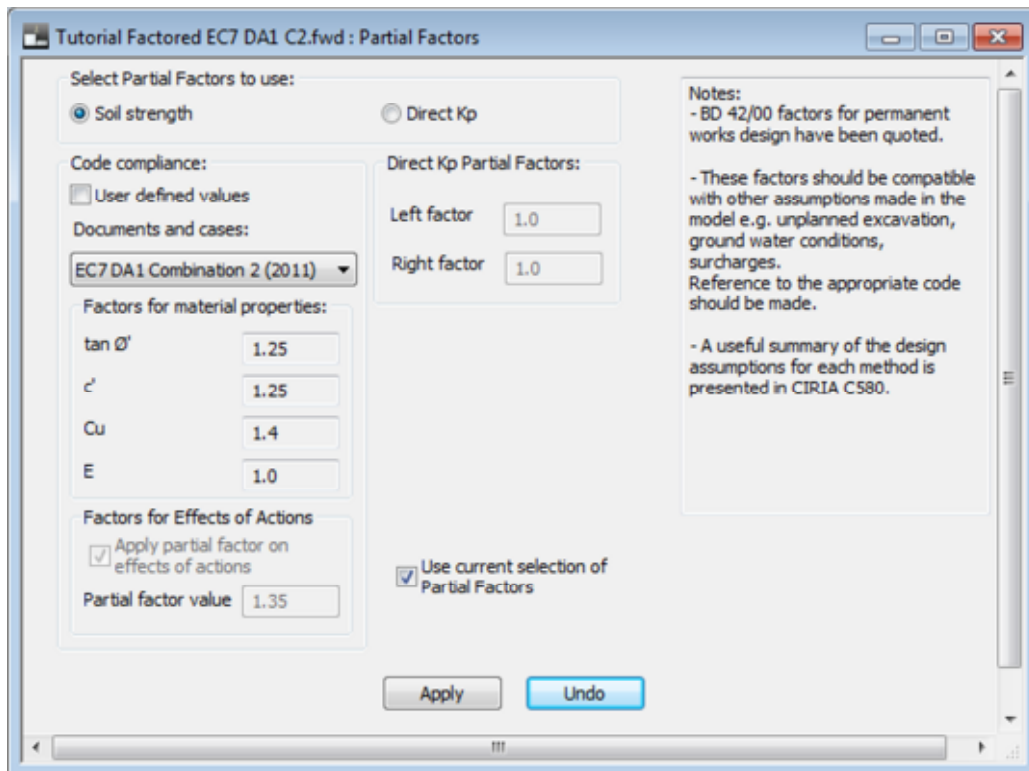 Tutorial Factored EC7 DA1 C2.fwd : Partial Factors
Select Partial Factors to use:
Soil strength
Direct Kp
Code compliance:
User defined values
Documents and cases:
EC7 DA1 Combination 2 (2011)
Factors for material properties:
tan Ø' 1.25
c' 1.25
Cu 1.4
E 1.0
Factors for Effects of Actions
Apply partial factor on
effects of actions
Partial factor value 1.35
Direct Kp Partial Factors:
Left factor 1.0
Right factor 1.0
Use current selection of
Partial Factors
Notes:
- BD 42/00 factors for permanent
works design have been quoted.
- These factors should be compatible
with other assumptions made in the
model e.g. unplanned excavation,
ground water conditions,
surcharges.
Reference to the appropriate code
should be made.
- A useful summary of the design
assumptions for each method is
presented in CIRIA C580.
Apply
Undo